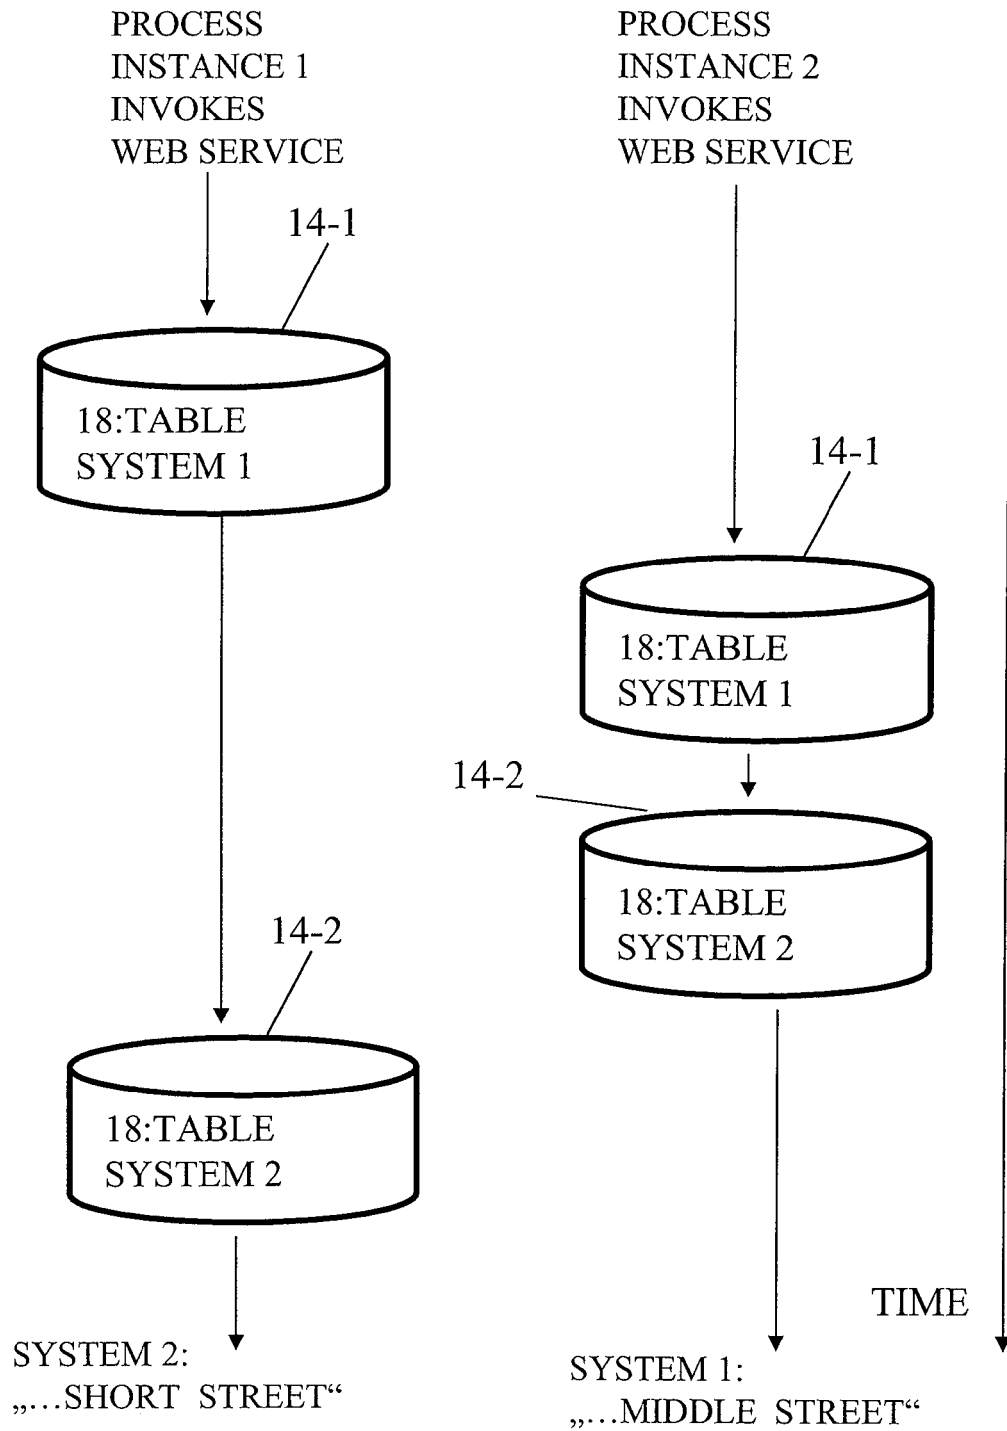 PROCESS
INSTANCE 1
INVOKES
WEB SERVICE
14-1
18:TABLE
SYSTEM 1
14-2
18:TABLE
SYSTEM 2
SYSTEM 2:
„…SHORT STREET“
PROCESS
INSTANCE 2
INVOKES
WEB SERVICE
14-1
18:TABLE
SYSTEM 1
14-2
18:TABLE
SYSTEM 2
SYSTEM 1:
„…MIDDLE STREET“
TIME